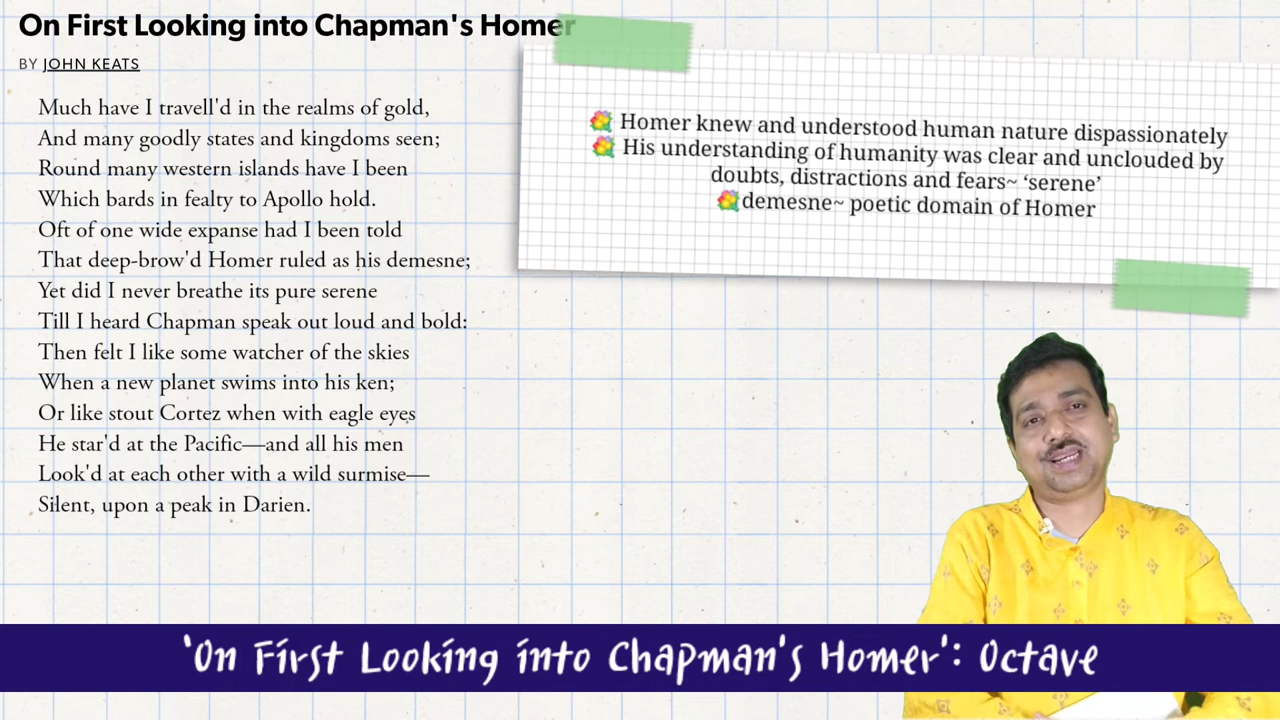 On First Looking into Chapman's Homer
BY JOHN KEATS
Much have I travell'd in the realms of gold,
And many goodly states and kingdoms seen;
Round many western islands have I been
Which bards in fealty to Apollo hold.
Oft of one wide expanse had I been told
That deep-brow'd Homer ruled as his demesne;
Yet did I never breathe its pure serene
Till I heard Chapman speak out loud and bold:
Then felt I like some watcher of the skies
When a new planet swims into his ken;
Or like stout Cortez when with eagle eyes
He star'd at the Pacific—and all his men
Look'd at each other with a wild surmise—
Silent, upon a peak in Darien.
Homer knew and understood human nature dispassionately
His understanding of humanity was clear and unclouded by
doubts, distractions and fears~ ‘serene’
demesne~ poetic domain of Homer
'On First Looking into Chapman's Homer': Octave